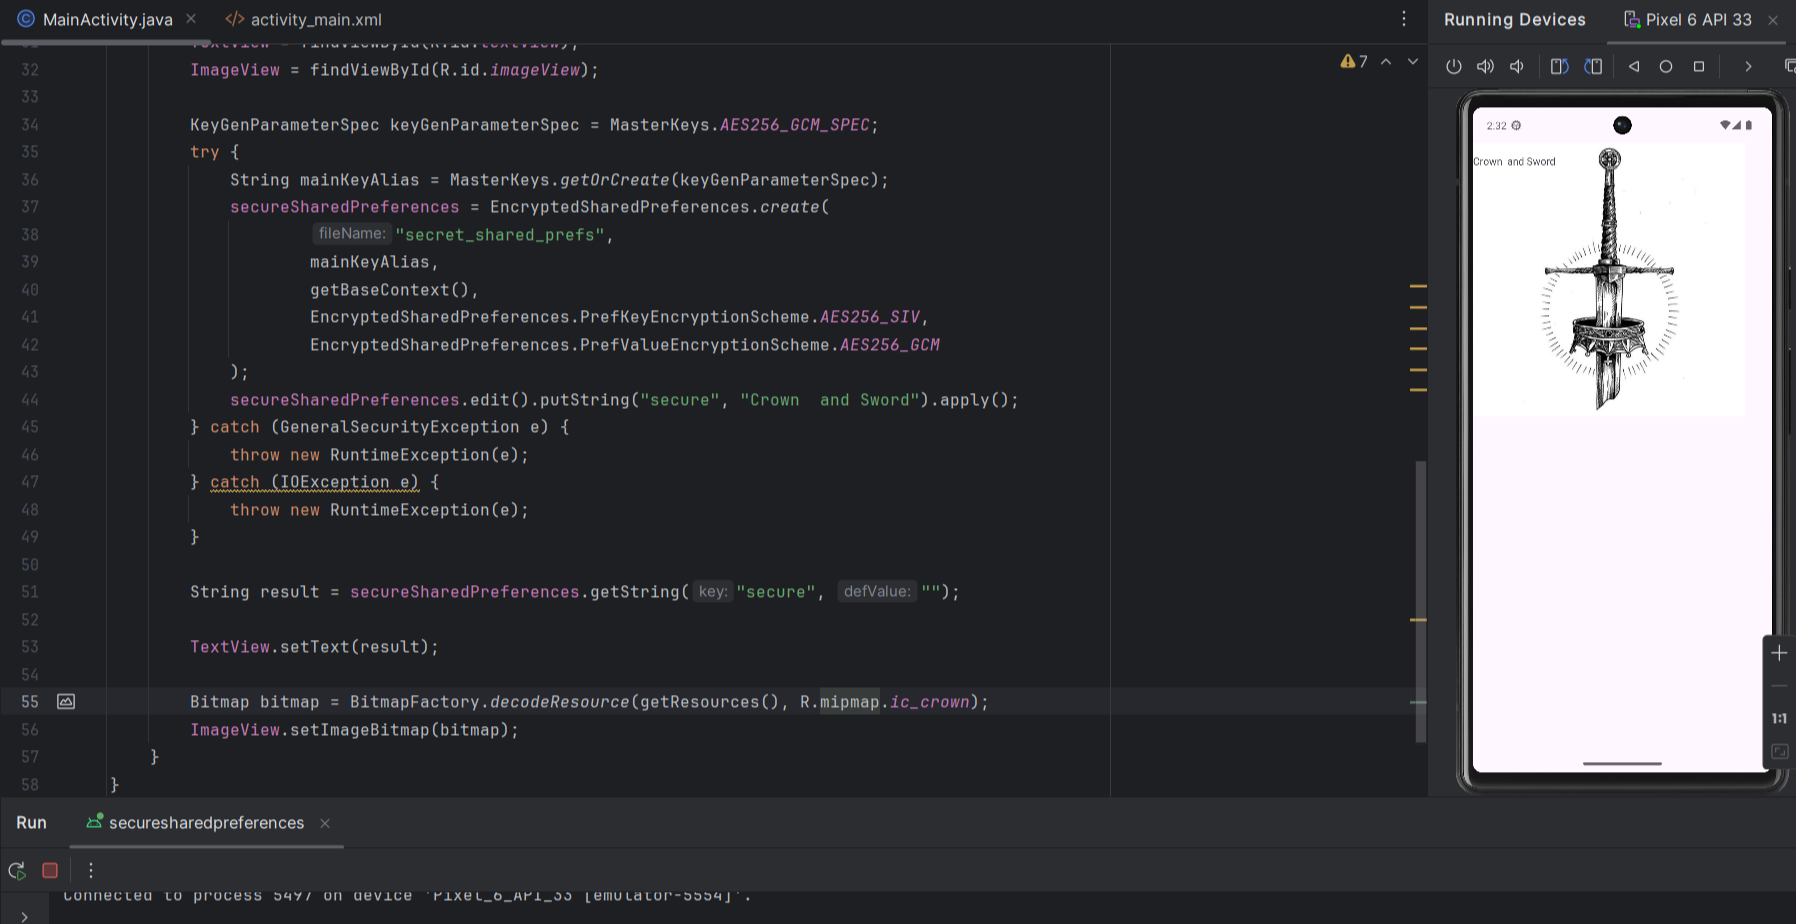 MainActivity.java
activity_main.xml
Running Devices
Pixel 6 API 33
TextView = findViewById(R.id.textView);
32 ImageView = findViewById(R.id.imageView);
7
33
34 KeyGenParameterSpec keyGenParameterSpec = MasterKeys.AES256_GCM_SPEC;
35 try {
36 String mainKeyAlias = MasterKeys.getOrCreate(keyGenParameterSpec);
37 secureSharedPreferences = EncryptedSharedPreferences.create(
38 fileName: "secret_shared_prefs",
39 mainKeyAlias,
40 getBaseContext(),
41 EncryptedSharedPreferences.PrefKeyEncryptionScheme.AES256_SIV,
42 EncryptedSharedPreferences.PrefValueEncryptionScheme.AES256_GCM
43 );
44 secureSharedPreferences.edit().putString("secure", "Crown  and Sword").apply();
45 } catch (GeneralSecurityException e) {
46 throw new RuntimeException(e);
47 } catch (IOException e) {
48 throw new RuntimeException(e);
49 }
50
51 String result = secureSharedPreferences.getString( key: "secure", defValue: "");
52
53 TextView.setText(result);
54
55 Bitmap bitmap = BitmapFactory.decodeResource(getResources(), R.mipmap.ic_crown);
56 ImageView.setImageBitmap(bitmap);
57 }
58 }
2:32
Crown  and Sword
1:1
Run
securesharedpreferences
Connected to process 5497 on device 'Pixel_6_API_33 [emulator-5554]'.